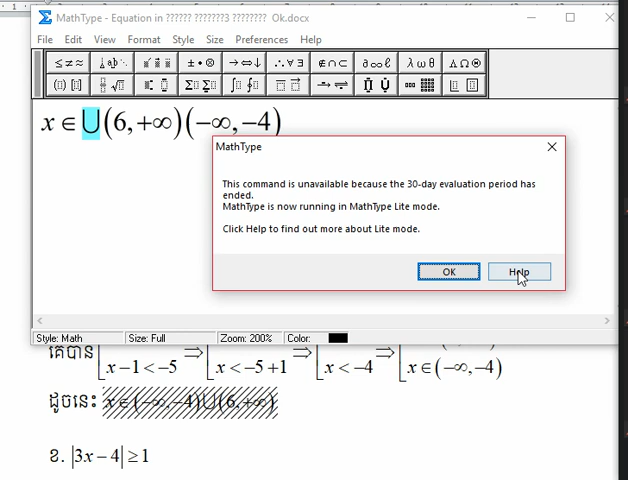 MathType - Equation in ?????? ???????3 ???????? Ok.docx
File Edit View Format Style Size Preferences Help
x ∈ ⋃(6,+∞)(−∞,−4)
MathType
This command is unavailable because the 30-day evaluation period has
ended.
MathType is now running in MathType Lite mode.
Click Help to find out more about Lite mode.
OK Help
Style: Math Size: Full Zoom: 200% Color:
គេបាន x−1<−5 ⇒ x<−5+1 ⇒ x<−4 ⇒ x∈(−∞,−4)
ដូចនេះ x∈(−∞,−4)⋃(6,+∞)
ខ. |3x−4|≥1